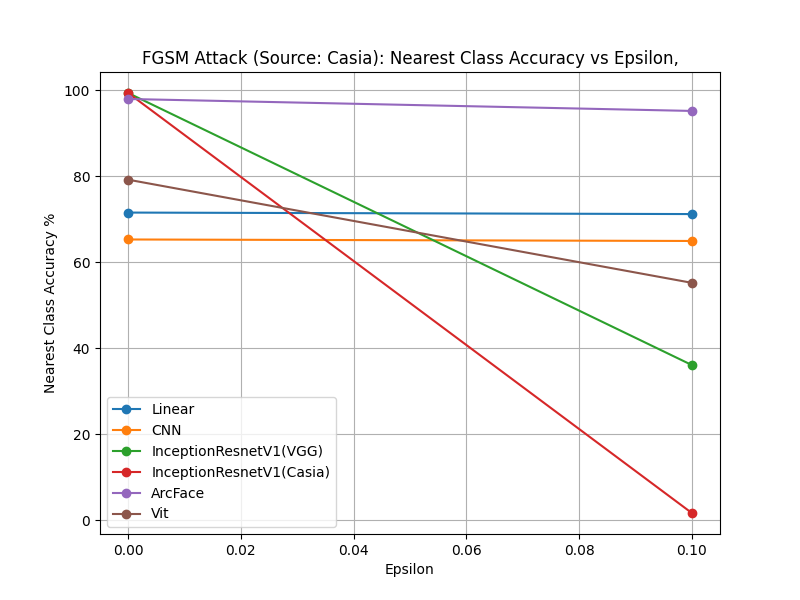 FGSM Attack (Source: Casia): Nearest Class Accuracy vs Epsilon,
Nearest Class Accuracy %
100
80
60
40
20
0
Linear
CNN
InceptionResnetV1(VGG)
InceptionResnetV1(Casia)
ArcFace
Vit
0.00 0.02 0.04 0.06 0.08 0.10
Epsilon